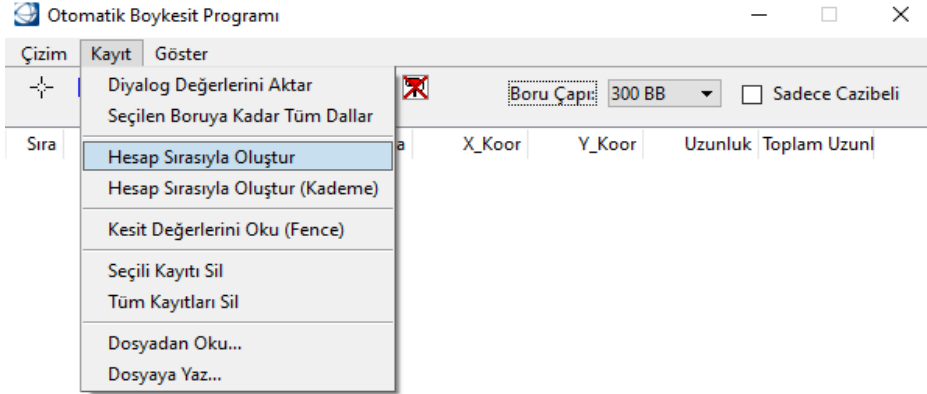 Otomatik Boykesit Programı
Çizim Kayıt Göster
Diyalog Değerlerini Aktar
Seçilen Boruya Kadar Tüm Dallar
Hesap Sırasıyla Oluştur
Hesap Sırasıyla Oluştur (Kademe)
Kesit Değerlerini Oku (Fence)
Seçili Kayıtı Sil
Tüm Kayıtları Sil
Dosyadan Oku...
Dosyaya Yaz...
Boru Çapı: 300 BB Sadece Cazibeli
Sıra X_Koor Y_Koor Uzunluk Toplam Uzunl